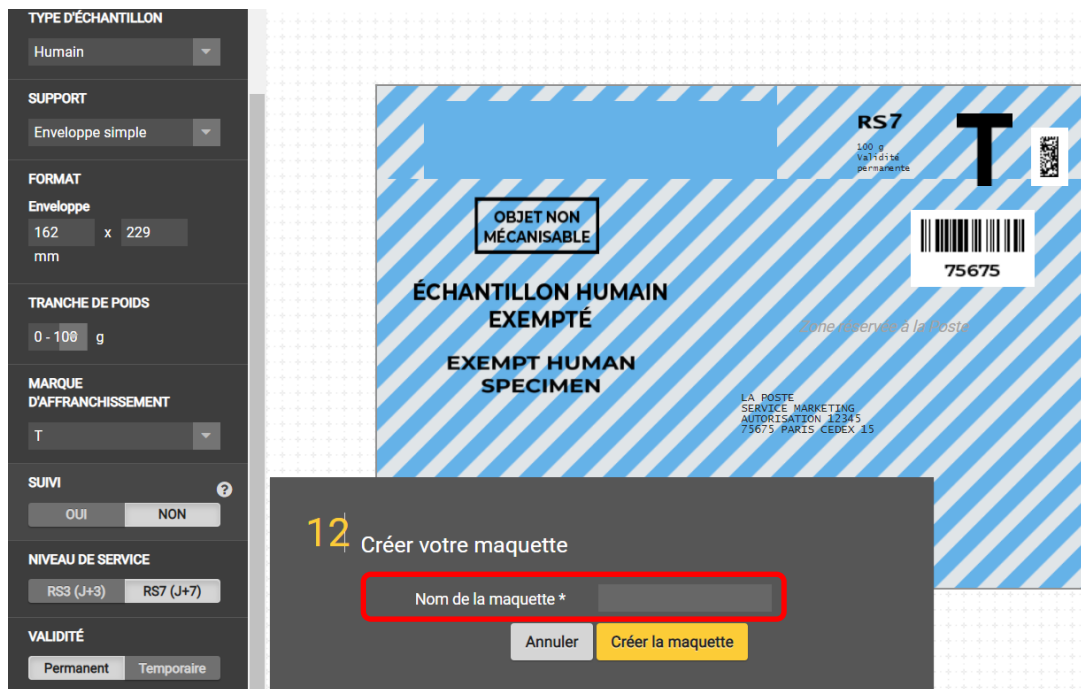 TYPE D'ÉCHANTILLON
Humain
SUPPORT
Enveloppe simple
FORMAT
Enveloppe
162 x 229
mm
TRANCHE DE POIDS
0 - 100 g
MARQUE
D'AFFRANCHISSEMENT
T
SUIVI ?
OUI NON
NIVEAU DE SERVICE
RS3 (J+3) RS7 (J+7)
VALIDITÉ
Permanent Temporaire
RS7
100 g
Validité
permanente
T
OBJET NON
MÉCANISABLE
75675
ÉCHANTILLON HUMAIN
EXEMPTÉ
Zone réservée à la Poste
EXEMPT HUMAN
SPECIMEN
LA POSTE
SERVICE MARKETING
AUTORISATION 12345
75675 PARIS CEDEX 15
12 Créer votre maquette
Nom de la maquette *
Annuler Créer la maquette